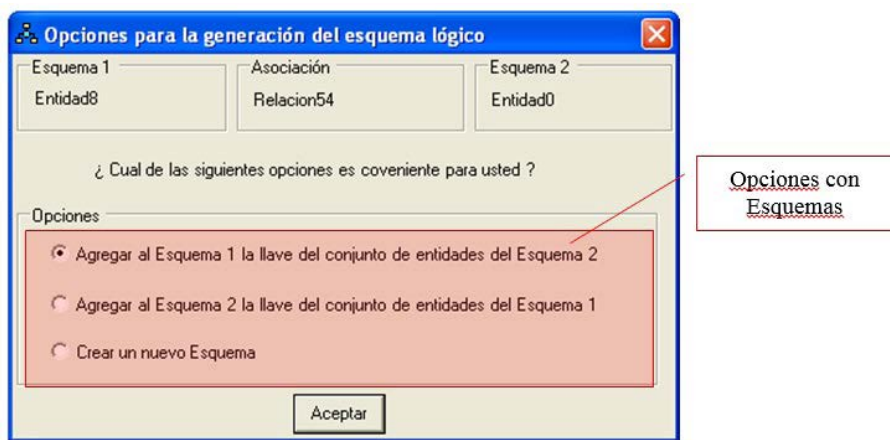 Opciones para la generación del esquema lógico
Esquema 1
Entidad8
Asociación
Relacion54
Esquema 2
Entidad0
¿ Cual de las siguientes opciones es coveniente para usted ?
Opciones
Agregar al Esquema 1 la llave del conjunto de entidades del Esquema 2
Agregar al Esquema 2 la llave del conjunto de entidades del Esquema 1
Crear un nuevo Esquema
Aceptar
Opciones con
Esquemas